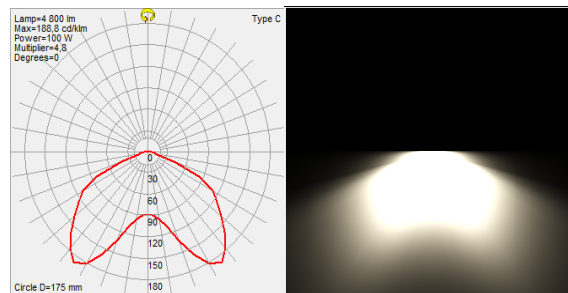 Lamp=4 800 lm
Type C
Max=188,8 cd/klm
Power=100 W
Multiplier=4,8
Degrees=0
0
30
60
90
120
150
180
Circle D=175 mm